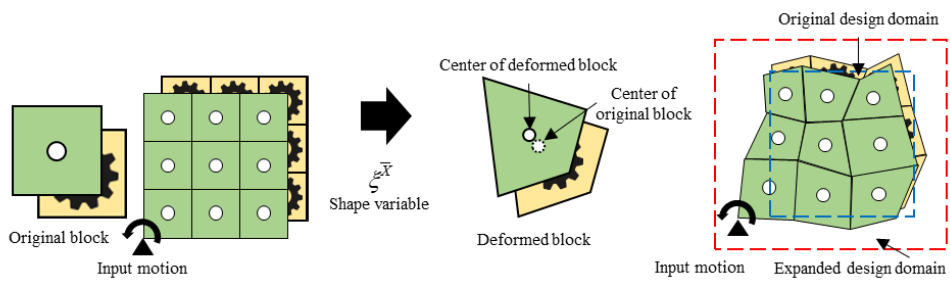 Original block
Input motion
ξ^X̅
Shape variable
Center of deformed block
Center of
original block
Deformed block
Original design domain
Input motion
Expanded design domain